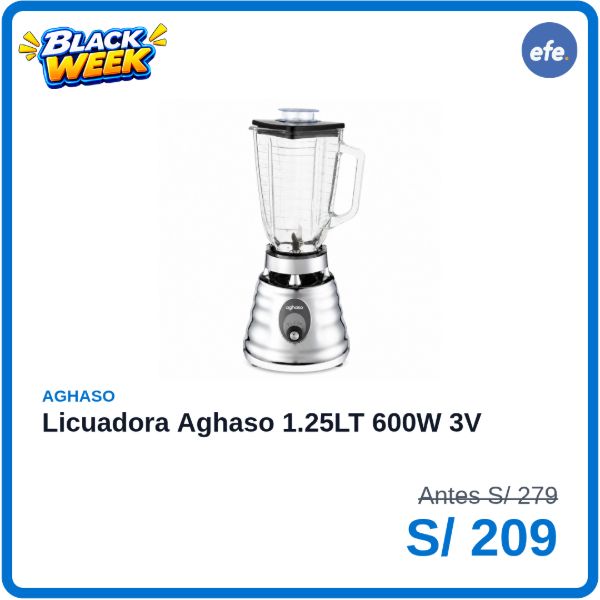 BLACK
WEEK
efe.
aghaso
AGHASO
Licuadora Aghaso 1.25LT 600W 3V
Antes S/ 279
S/ 209